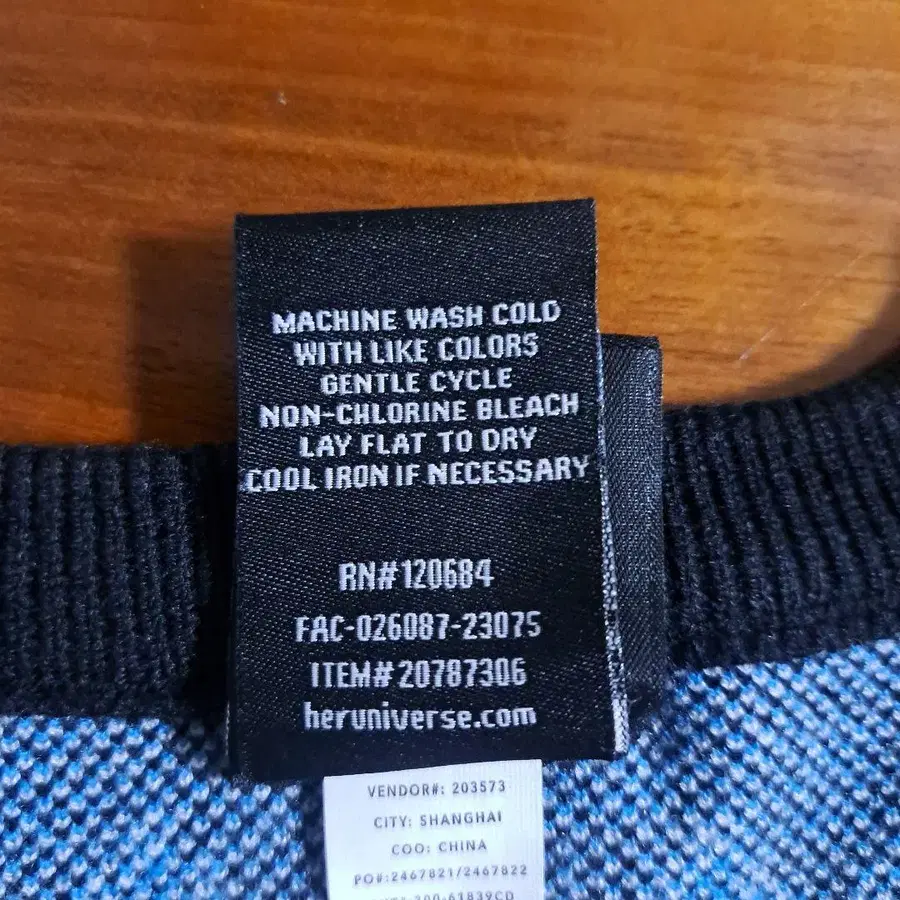 MACHINE WASH COLD
WITH LIKE COLORS
GENTLE CYCLE
NON-CHLORINE BLEACH
LAY FLAT TO DRY
COOL IRON IF NECESSARY
RN#120684
FAC-026087-23075
ITEM#20787306
heruniverse.com
VENDOR#: 203573
CITY: SHANGHAI
COO: CHINA
PO#:2467821/2467822